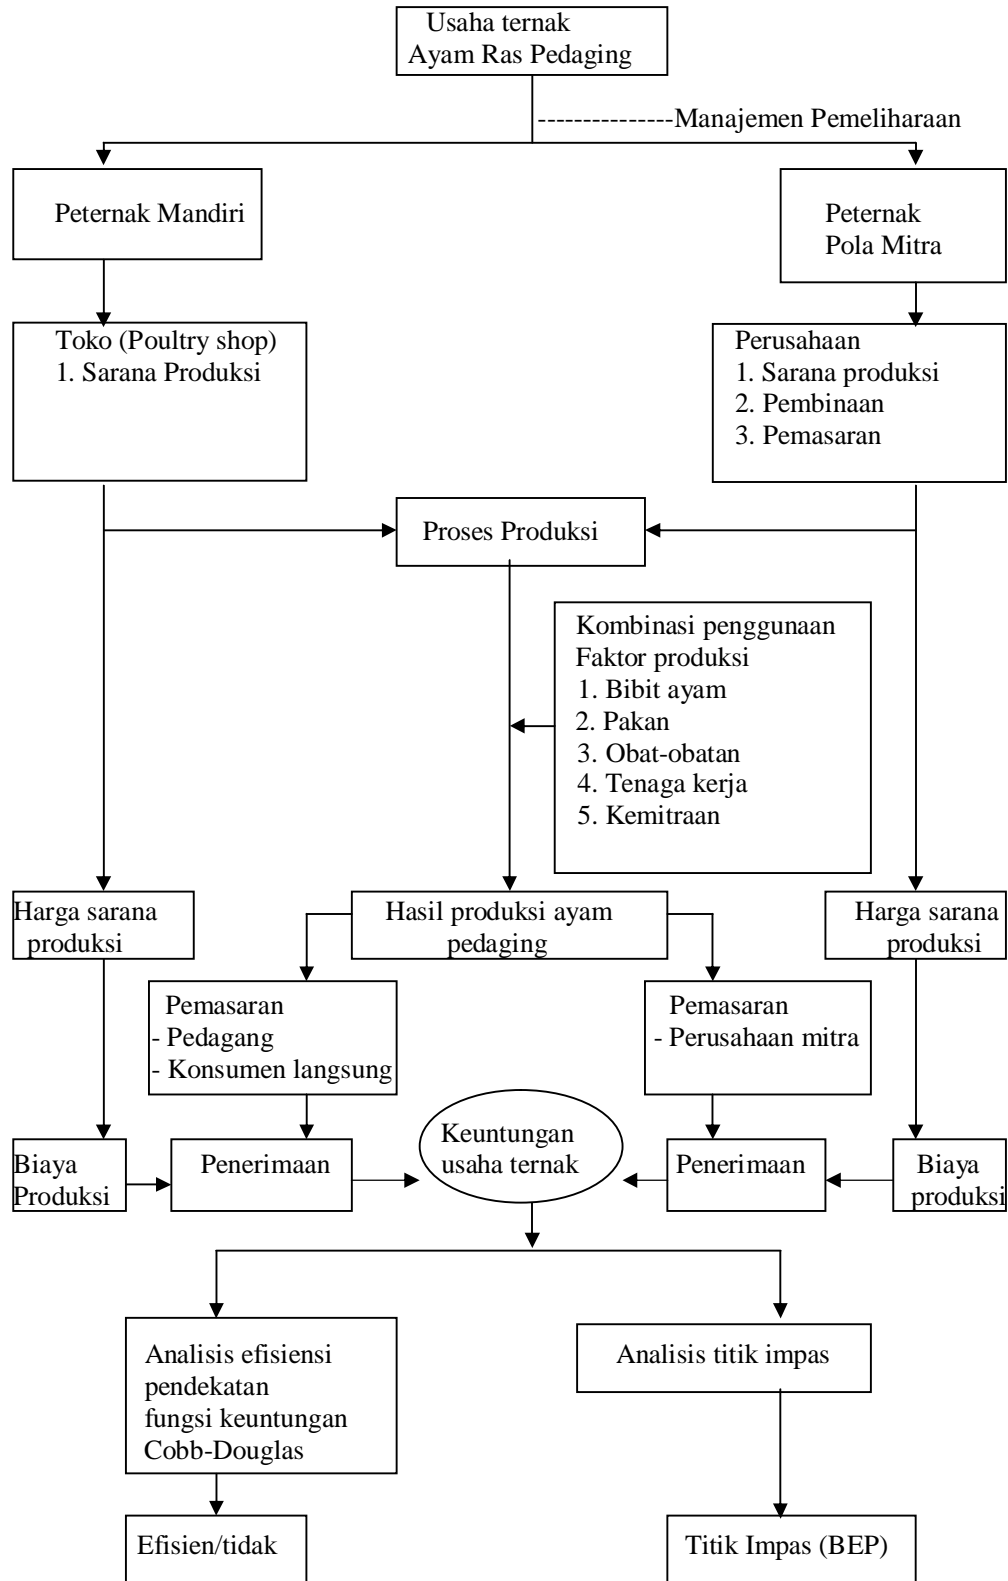 Usaha ternak
Ayam Ras Pedaging
---------------Manajemen Pemeliharaan
Peternak Mandiri
Peternak
Pola Mitra
Toko (Poultry shop)
1. Sarana Produksi
Perusahaan
1. Sarana produksi
2. Pembinaan
3. Pemasaran
Proses Produksi
Kombinasi penggunaan
Faktor produksi
1. Bibit ayam
2. Pakan
3. Obat-obatan
4. Tenaga kerja
5. Kemitraan
Harga sarana
produksi
Hasil produksi ayam
pedaging
Harga sarana
produksi
Pemasaran
- Pedagang
- Konsumen langsung
Pemasaran
- Perusahaan mitra
Biaya
Produksi
Penerimaan
Keuntungan
usaha ternak
Penerimaan
Biaya
produksi
Analisis efisiensi
pendekatan
fungsi keuntungan
Cobb-Douglas
Analisis titik impas
Efisien/tidak
Titik Impas (BEP)